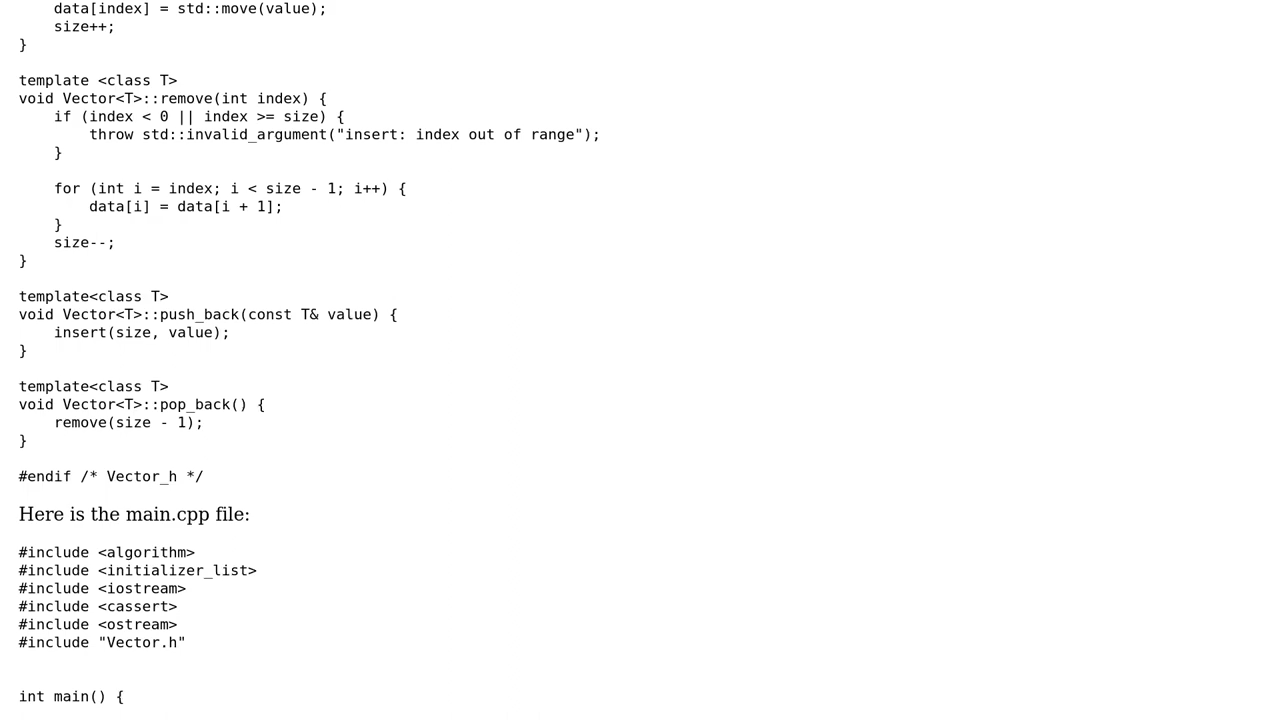 data[index] = std::move(value);
    size++;
}

template <class T>
void Vector<T>::remove(int index) {
    if (index < 0 || index >= size) {
        throw std::invalid_argument("insert: index out of range");
    }

    for (int i = index; i < size - 1; i++) {
        data[i] = data[i + 1];
    }
    size--;
}

template<class T>
void Vector<T>::push_back(const T& value) {
    insert(size, value);
}

template<class T>
void Vector<T>::pop_back() {
    remove(size - 1);
}

#endif /* Vector_h */

Here is the main.cpp file:

#include <algorithm>
#include <initializer_list>
#include <iostream>
#include <cassert>
#include <ostream>
#include "Vector.h"


int main() {